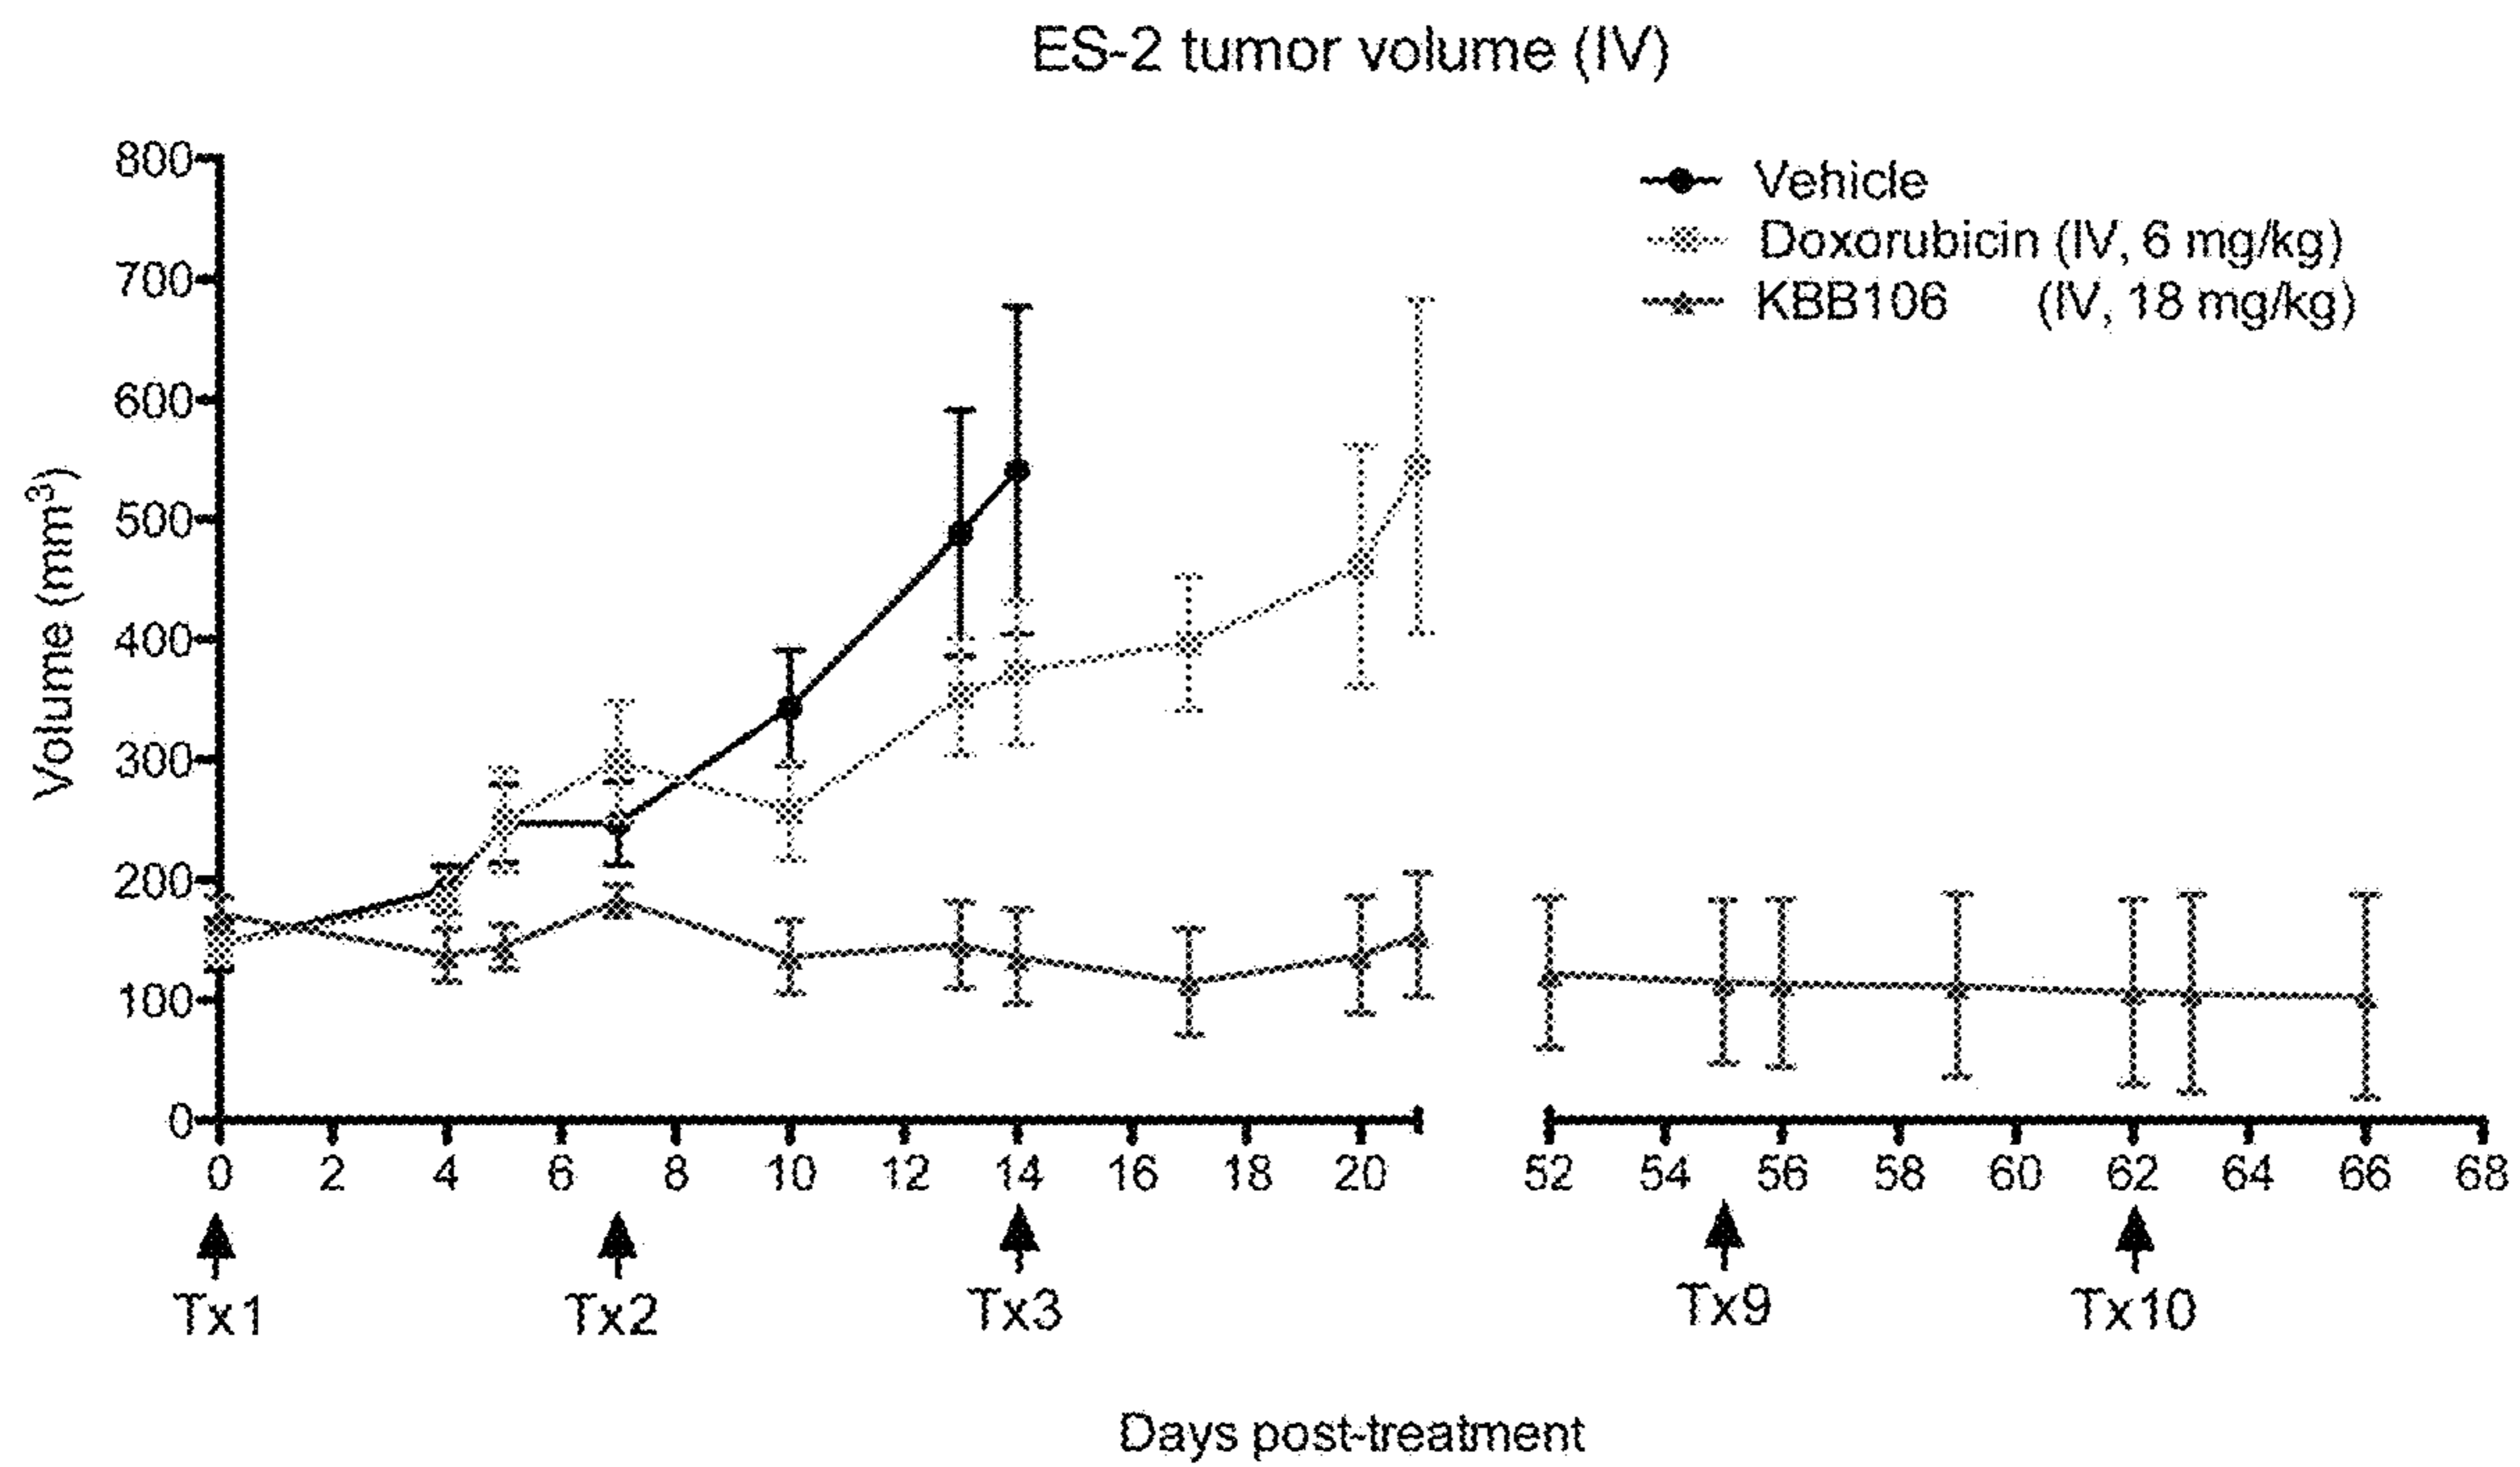 ES-2 tumor volume (IV)
Vehicle
Doxorubicin (IV, 6 mg/kg)
KBB106 (IV, 18 mg/kg)
Volume (mm³)
800
700
600
500
400
300
200
100
0
0 2 4 6 8 10 12 14 16 18 20 52 54 56 58 60 62 64 66 68
Tx1 Tx2 Tx3 Tx9 Tx10
Days post-treatment